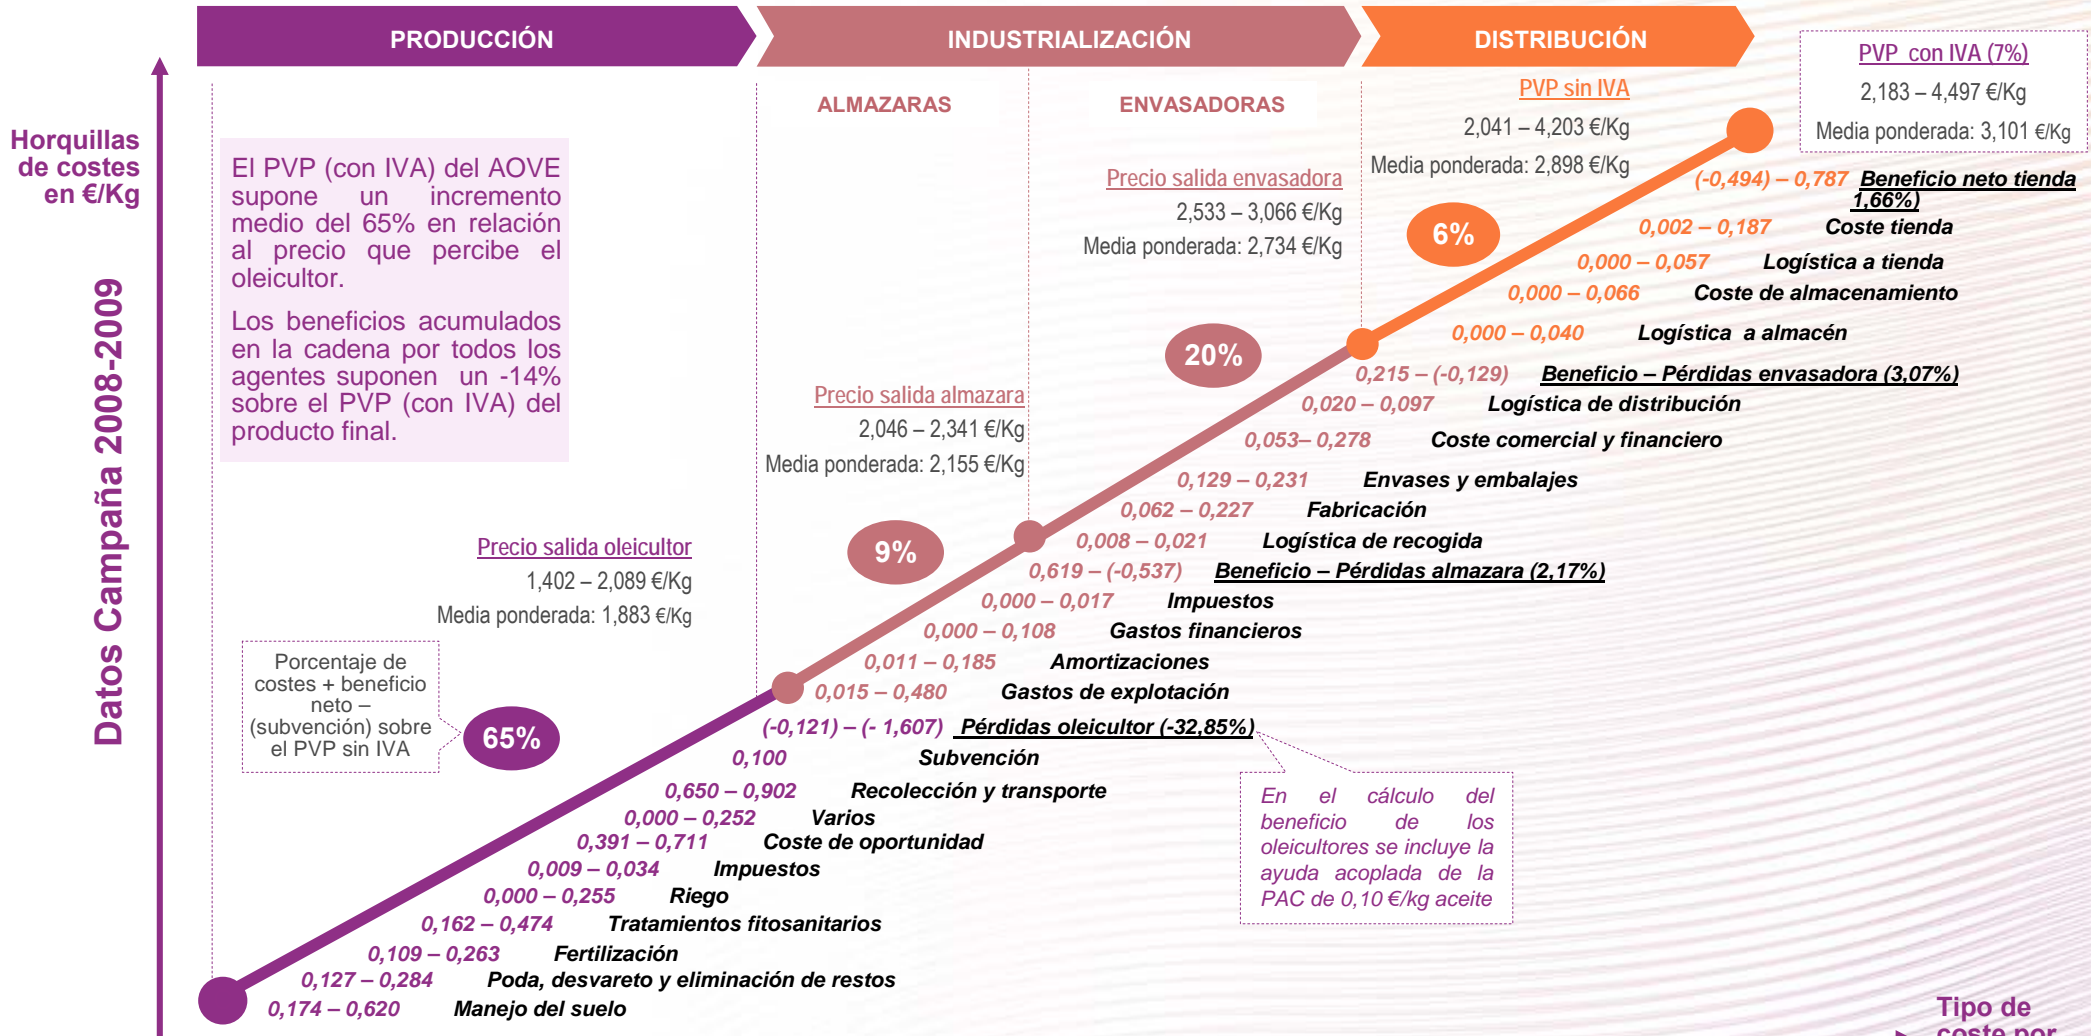 PRODUCCIÓN
INDUSTRIALIZACIÓN
DISTRIBUCIÓN
ALMAZARAS
ENVASADORAS
Horquillas
de costes
en €/Kg
Datos Campaña 2008-2009
El PVP (con IVA) del AOVE
supone un incremento
medio del 65% en relación
al precio que percibe el
oleicultor.
Los beneficios acumulados
en la cadena por todos los
agentes suponen un -14%
sobre el PVP (con IVA) del
producto final.
PVP con IVA (7%)
2,183 – 4,497 €/Kg
Media ponderada: 3,101 €/Kg
PVP sin IVA
2,041 – 4,203 €/Kg
Media ponderada: 2,898 €/Kg
Precio salida envasadora
2,533 – 3,066 €/Kg
Media ponderada: 2,734 €/Kg
Precio salida almazara
2,046 – 2,341 €/Kg
Media ponderada: 2,155 €/Kg
Precio salida oleicultor
1,402 – 2,089 €/Kg
Media ponderada: 1,883 €/Kg
Porcentaje de
costes + beneficio
neto –
(subvención) sobre
el PVP sin IVA
65%
9%
20%
6%
(-0,494) – 0,787 Beneficio neto tienda
1,66%)
0,002 – 0,187 Coste tienda
0,000 – 0,057 Logística a tienda
0,000 – 0,066 Coste de almacenamiento
0,000 – 0,040 Logística a almacén
0,215 – (-0,129) Beneficio – Pérdidas envasadora (3,07%)
0,020 – 0,097 Logística de distribución
0,053– 0,278 Coste comercial y financiero
0,129 – 0,231 Envases y embalajes
0,062 – 0,227 Fabricación
0,008 – 0,021 Logística de recogida
0,619 – (-0,537) Beneficio – Pérdidas almazara (2,17%)
0,000 – 0,017 Impuestos
0,000 – 0,108 Gastos financieros
0,011 – 0,185 Amortizaciones
0,015 – 0,480 Gastos de explotación
(-0,121) – (- 1,607) Pérdidas oleicultor (-32,85%)
0,100 Subvención
0,650 – 0,902 Recolección y transporte
0,000 – 0,252 Varios
0,391 – 0,711 Coste de oportunidad
0,009 – 0,034 Impuestos
0,000 – 0,255 Riego
0,162 – 0,474 Tratamientos fitosanitarios
0,109 – 0,263 Fertilización
0,127 – 0,284 Poda, desvareto y eliminación de restos
0,174 – 0,620 Manejo del suelo
En el cálculo del
beneficio de los
oleicultores se incluye la
ayuda acoplada de la
PAC de 0,10 €/kg aceite
Tipo de
coste por